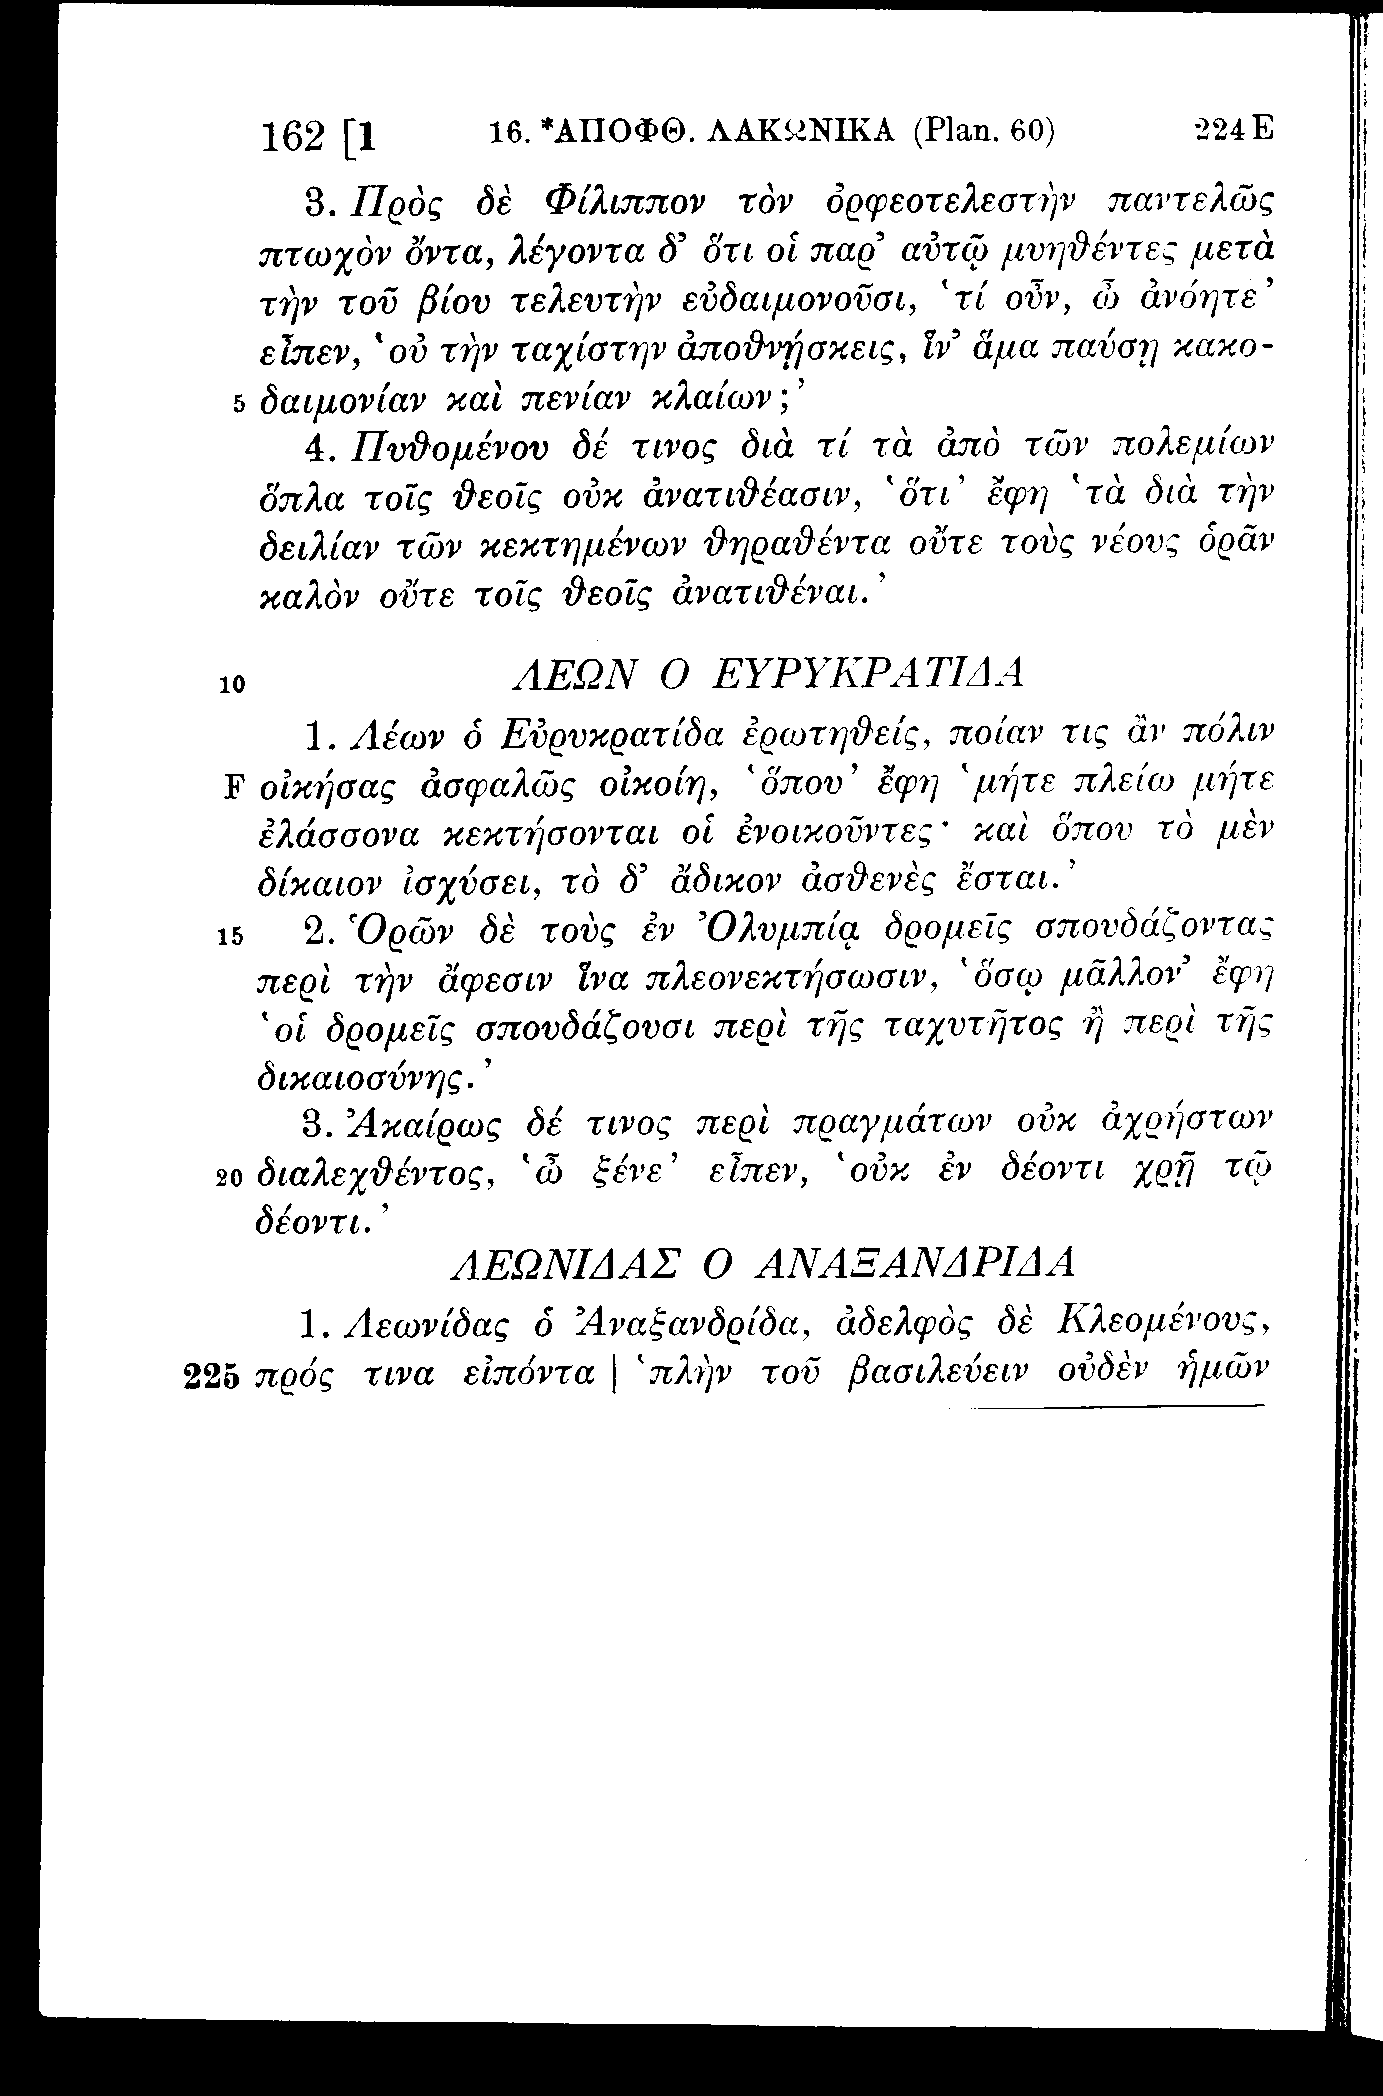 162 [1 16. *ΑΠΟΦΘ. ΛΑΚΩΝΙΚΑ (Plan. 60) 224 E
3. Πρὸς δὲ Φίλιππον τὸν ὀρφεοτελεστὴν παντελῶς
πτωχὸν ὄντα, λέγοντα δ’ ὅτι οἱ παρ’ αὐτῷ μυηθέντες μετὰ
τὴν τοῦ βίου τελευτὴν εὐδαιμονοῦσι, ‘τί οὖν, ὦ ἀνόητε’
εἶπεν, ‘οὐ τὴν ταχίστην ἀποθνῄσκεις, ἵν’ ἅμα παύσῃ κακο-
5 δαιμονίαν καὶ πενίαν κλαίων;’
4. Πυθομένου δέ τινος διὰ τί τὰ ἀπὸ τῶν πολεμίων
ὅπλα τοῖς θεοῖς οὐκ ἀνατιθέασιν, ‘ὅτι’ ἔφη ‘τὰ διὰ τὴν
δειλίαν τῶν κεκτημένων θηραθέντα οὔτε τοὺς νέους ὁρᾶν
καλὸν οὔτε τοῖς θεοῖς ἀνατιθέναι.’
10 ΛΕΩΝ Ο ΕΥΡΥΚΡΑΤΙΔΑ
1. Λέων ὁ Εὐρυκρατίδα ἐρωτηθείς, ποίαν τις ἂν πόλιν
F οἰκήσας ἀσφαλῶς οἰκοίη, ‘ὅπου’ ἔφη ‘μήτε πλείω μήτε
ἐλάσσονα κεκτήσονται οἱ ἐνοικοῦντες· καὶ ὅπου τὸ μὲν
δίκαιον ἰσχύσει, τὸ δ’ ἄδικον ἀσθενὲς ἔσται.’
15 2. Ὁρῶν δὲ τοὺς ἐν Ὀλυμπίᾳ δρομεῖς σπουδάζοντας
περὶ τὴν ἄφεσιν ἵνα πλεονεκτήσωσιν, ‘ὅσῳ μᾶλλον’ ἔφη
‘οἱ δρομεῖς σπουδάζουσι περὶ τῆς ταχυτῆτος ἢ περὶ τῆς
δικαιοσύνης.’
3. Ἀκαίρως δέ τινος περὶ πραγμάτων οὐκ ἀχρήστων
20 διαλεχθέντος, ‘ὦ ξένε’ εἶπεν, ‘οὐκ ἐν δέοντι χρῇ τῷ
δέοντι.’
ΛΕΩΝΙΔΑΣ Ο ΑΝΑΞΑΝΔΡΙΔΑ
1. Λεωνίδας ὁ Ἀναξανδρίδα, ἀδελφὸς δὲ Κλεομένους,
225 πρός τινα εἰπόντα | ‘πλὴν τοῦ βασιλεύειν οὐδὲν ἡμῶν